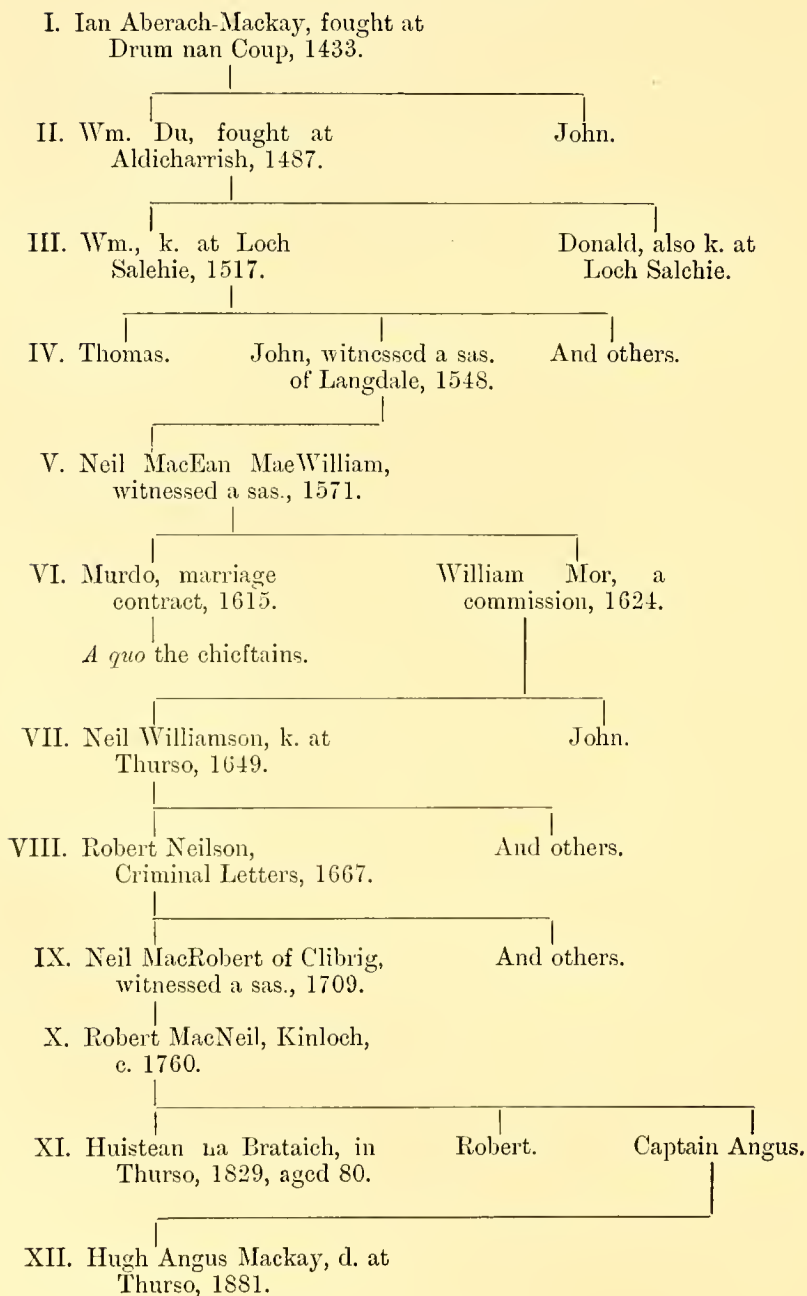 I. Ian Aberach-Mackay, fought at
Drum nan Coup, 1433.
II. Wm. Du, fought at
Aldicharrish, 1487.
John.
III. Wm., k. at Loch
Salchie, 1517.
Donald, also k. at
Loch Salchie.
IV. Thomas.
John, witnessed a sas.
of Langdale, 1548.
And others.
V. Neil MacEan MacWilliam,
witnessed a sas., 1571.
VI. Murdo, marriage
contract, 1615.
A quo the chieftains.
William Mor, a
commission, 1624.
VII. Neil Williamson, k. at
Thurso, 1649.
John.
VIII. Robert Neilson,
Criminal Letters, 1667.
And others.
IX. Neil MacRobert of Clibrig,
witnessed a sas., 1709.
And others.
X. Robert MacNeil, Kinloch,
c. 1760.
XI. Huistean na Brataich, in
Thurso, 1829, aged 80.
Robert.
Captain Angus.
XII. Hugh Angus Mackay, d. at
Thurso, 1881.